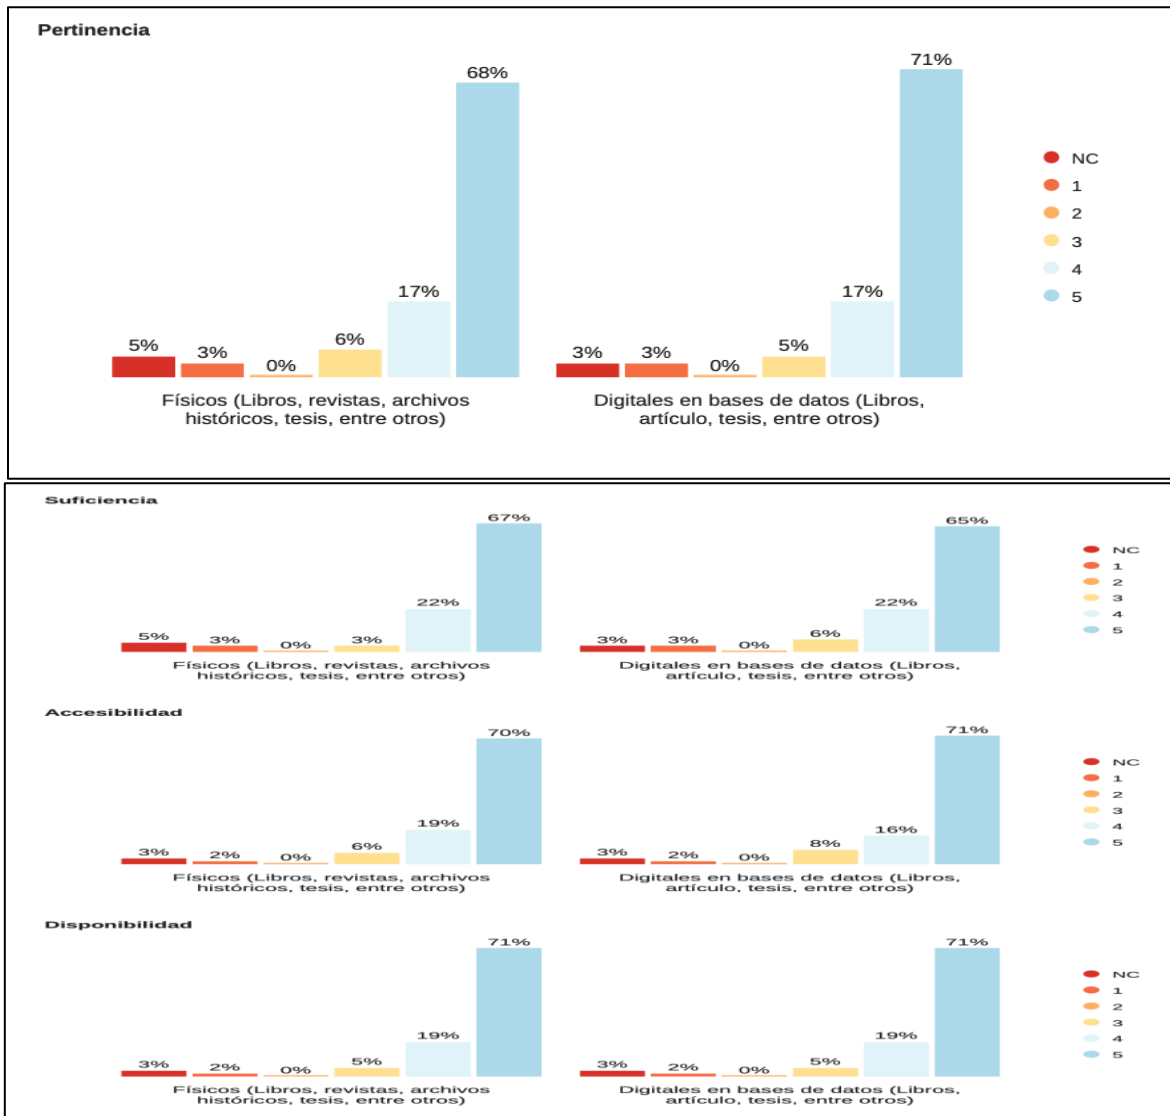 Pertinencia
68%
71%
5%
3%
0%
6%
17%
3%
3%
0%
5%
17%
NC
1
2
3
4
5
Físicos (Libros, revistas, archivos
históricos, tesis, entre otros)
Digitales en bases de datos (Libros,
artículo, tesis, entre otros)
Suficiencia
67%
65%
5%
3%
0%
3%
22%
3%
3%
0%
6%
22%
NC
1
2
3
4
5
Físicos (Libros, revistas, archivos
históricos, tesis, entre otros)
Digitales en bases de datos (Libros,
artículo, tesis, entre otros)
Accesibilidad
70%
71%
3%
2%
0%
6%
19%
3%
2%
0%
8%
16%
NC
1
2
3
4
5
Físicos (Libros, revistas, archivos
históricos, tesis, entre otros)
Digitales en bases de datos (Libros,
artículo, tesis, entre otros)
Disponibilidad
71%
71%
3%
2%
0%
5%
19%
3%
2%
0%
5%
19%
NC
1
2
3
4
5
Físicos (Libros, revistas, archivos
históricos, tesis, entre otros)
Digitales en bases de datos (Libros,
artículo, tesis, entre otros)